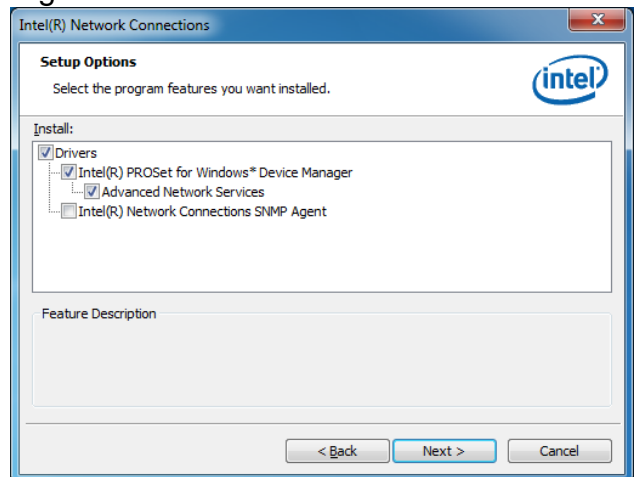 Intel(R) Network Connections
Setup Options
Select the program features you want installed.
intel
Install:
Drivers
Intel(R) PROSet for Windows* Device Manager
Advanced Network Services
Intel(R) Network Connections SNMP Agent
Feature Description
< Back Next > Cancel